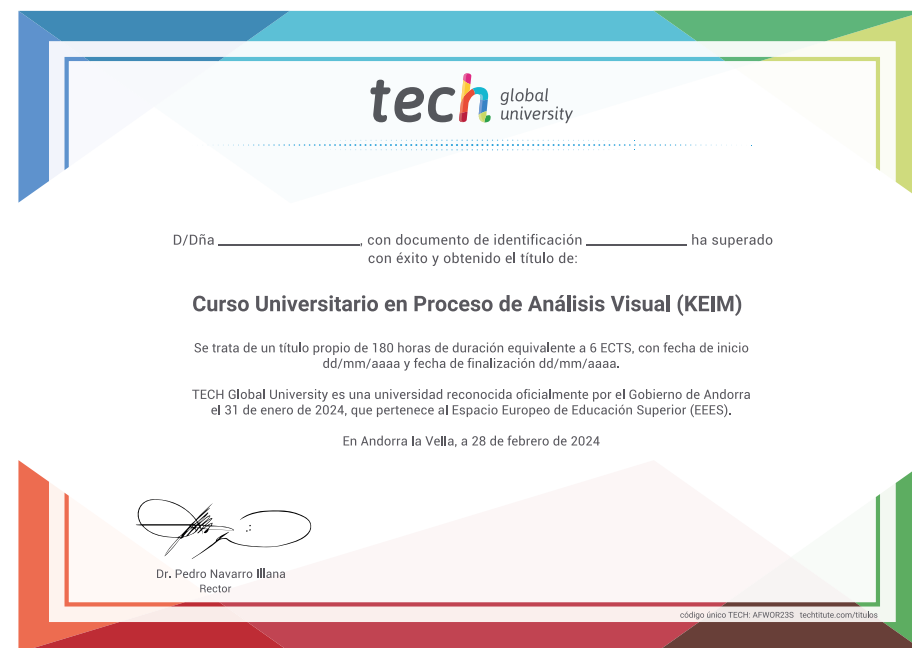 tech global university
D/Dña ____________, con documento de identificación ____________ ha superado
con éxito y obtenido el título de:
Curso Universitario en Proceso de Análisis Visual (KEIM)
Se trata de un título propio de 180 horas de duración equivalente a 6 ECTS, con fecha de inicio
dd/mm/aaaa y fecha de finalización dd/mm/aaaa.
TECH Global University es una universidad reconocida oficialmente por el Gobierno de Andorra
el 31 de enero de 2024, que pertenece al Espacio Europeo de Educación Superior (EEES).
En Andorra la Vella, a 28 de febrero de 2024
Dr. Pedro Navarro Illana
Rector
código único TECH: AFWOR23S techtitute.com/titulos